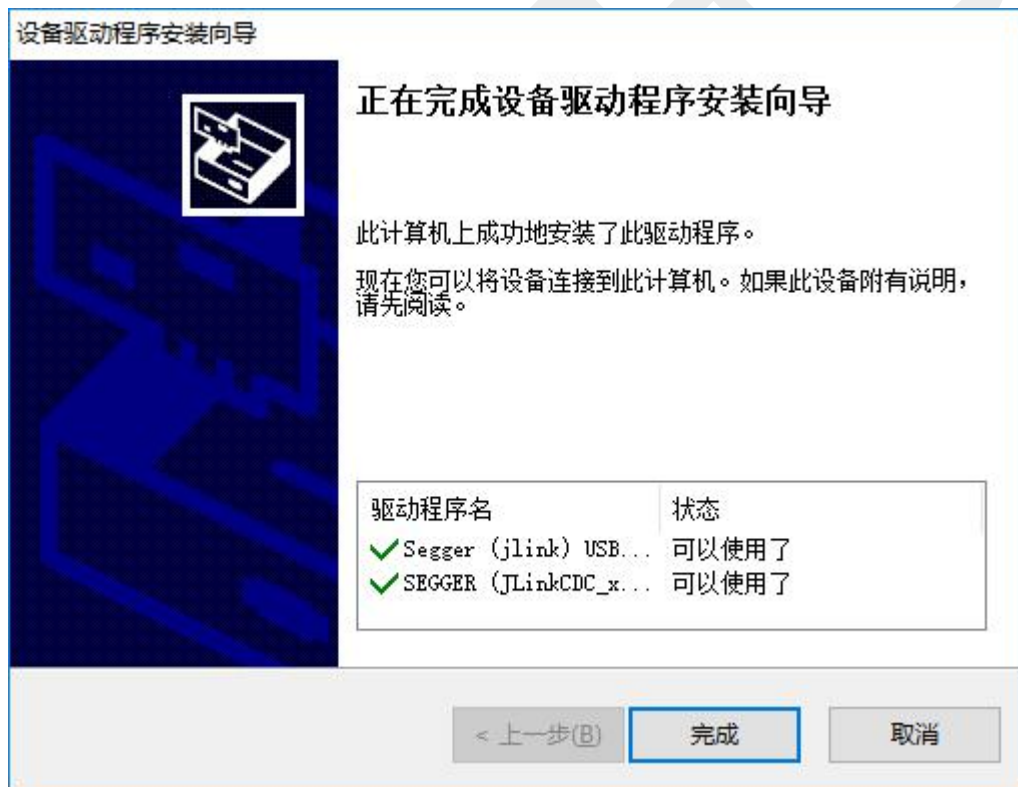 设备驱动程序安装向导
正在完成设备驱动程序安装向导
此计算机上成功地安装了此驱动程序。
现在您可以将设备连接到此计算机。如果此设备附有说明，
请先阅读。
驱动程序名 状态
Segger (jlink) USB... 可以使用了
SEGGER (JLinkCDC_x... 可以使用了
< 上一步(B) 完成 取消